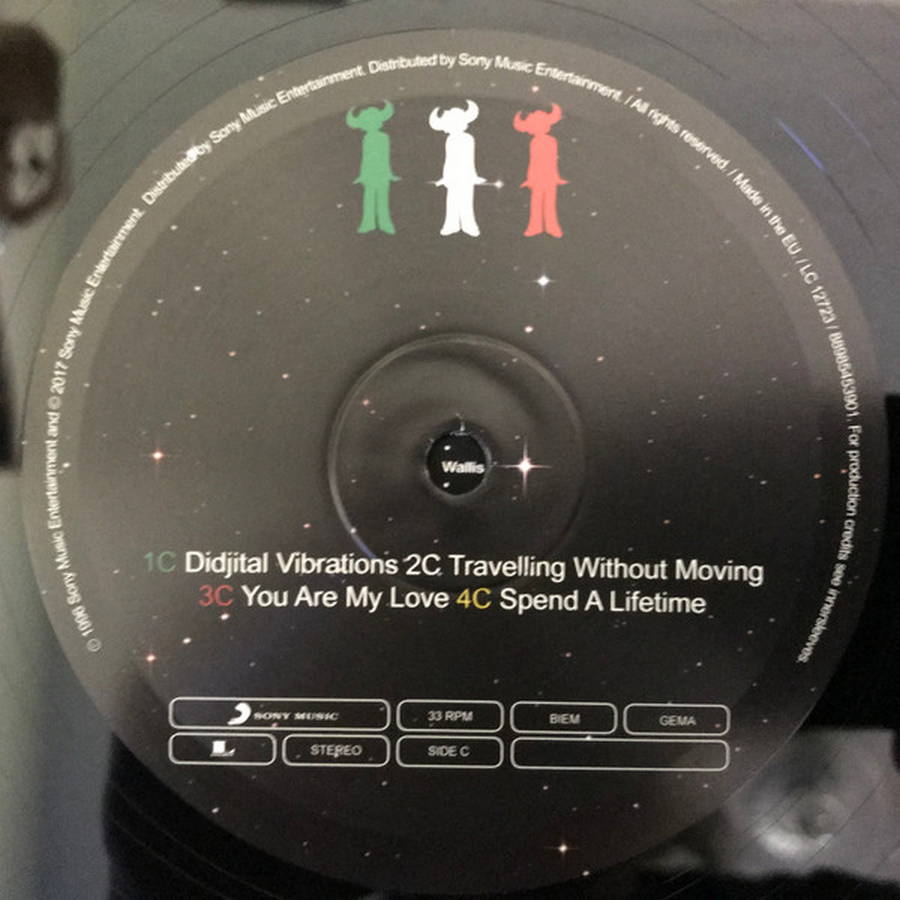 © 1996 Sony Music Entertainment and © 2017 Sony Music Entertainment. Distributed by Sony Music Entertainment. Distributed by Sony Music Entertainment. / All rights reserved. / Made in the EU. / LC 12723 / 88985453901. For production credits see innersleeves.
Wallis
1C Didjital Vibrations 2C Travelling Without Moving
3C You Are My Love 4C Spend A Lifetime
SONY MUSIC 33 RPM BIEM GEMA
STEREO SIDE C